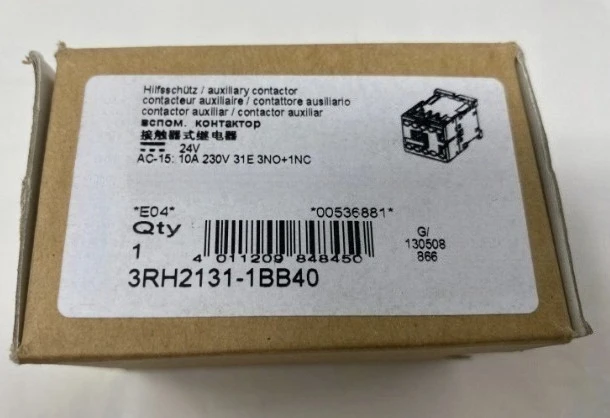 Hilfsschütz / auxiliary contactor
contacteur auxiliaire / contattore ausiliario
contactor auxiliar / contactor auxiliar
вспом. контактор
接触器式继电器
24V
AC-15: 10A 230V 31E 3NO+1NC
*E04* *00536881*
Qty
1
4 011209 848450
G/
130508
866
3RH2131-1BB40